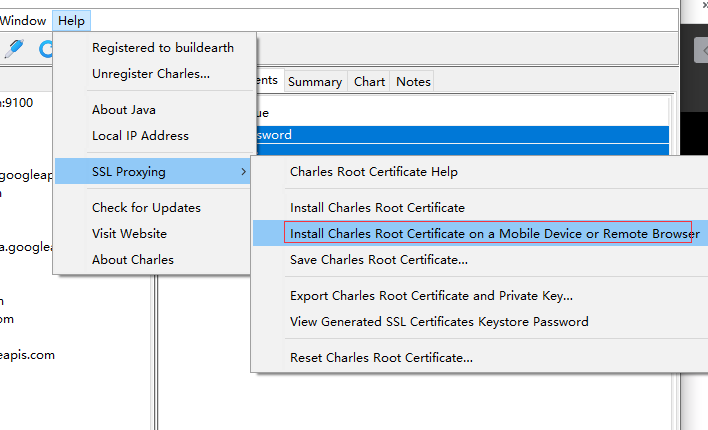 Window Help
Registered to buildearth
Unregister Charles...
ents Summary Chart Notes
n:9100
About Java
ue
Local IP Address
sword
.googleap
SSL Proxying >
Charles Root Certificate Help
Check for Updates
Install Charles Root Certificate
Visit Website
Install Charles Root Certificate on a Mobile Device or Remote Browser
a.googleap
About Charles
Save Charles Root Certificate...
n
Export Charles Root Certificate and Private Key...
om
View Generated SSL Certificates Keystore Password
eapis.com
Reset Charles Root Certificate...